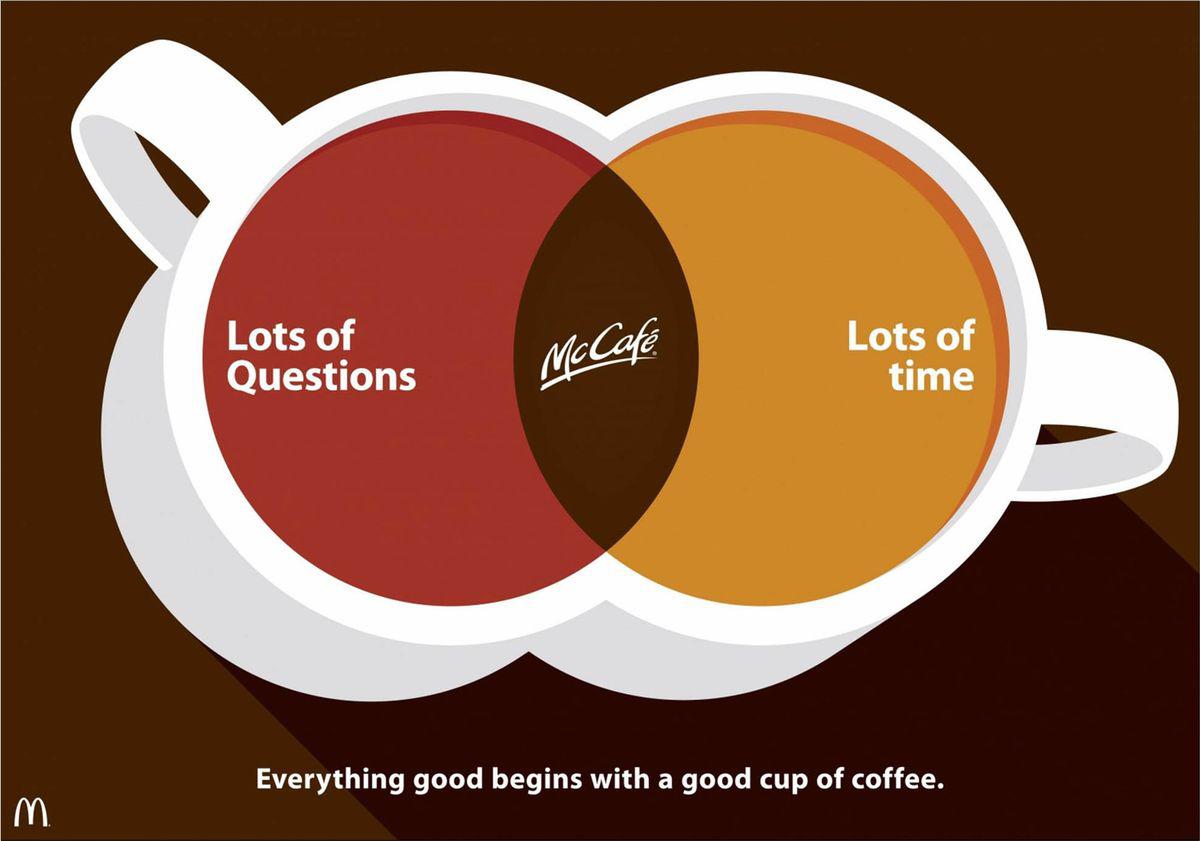 Lots of
Questions
McCafé®
Lots of
time
Everything good begins with a good cup of coffee.